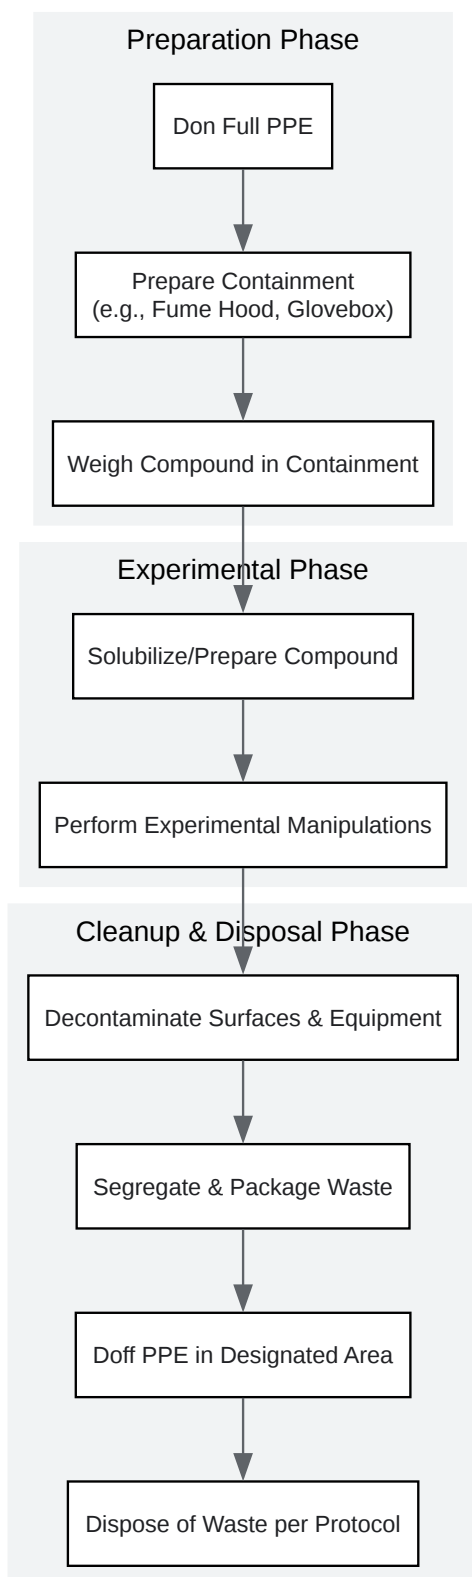 Preparation Phase
Don Full PPE
Prepare Containment
(e.g., Fume Hood, Glovebox)
Weigh Compound in Containment
Experimental Phase
Solubilize/Prepare Compound
Perform Experimental Manipulations
Cleanup & Disposal Phase
Decontaminate Surfaces & Equipment
Segregate & Package Waste
Doff PPE in Designated Area
Dispose of Waste per Protocol